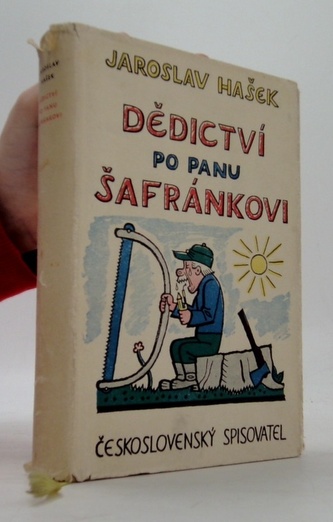 JAROSLAV HAŠEK
DĚDICTVÍ
PO PANU
ŠAFRÁNKOVI
ČESKOSLOVENSKÝ SPISOVATEL